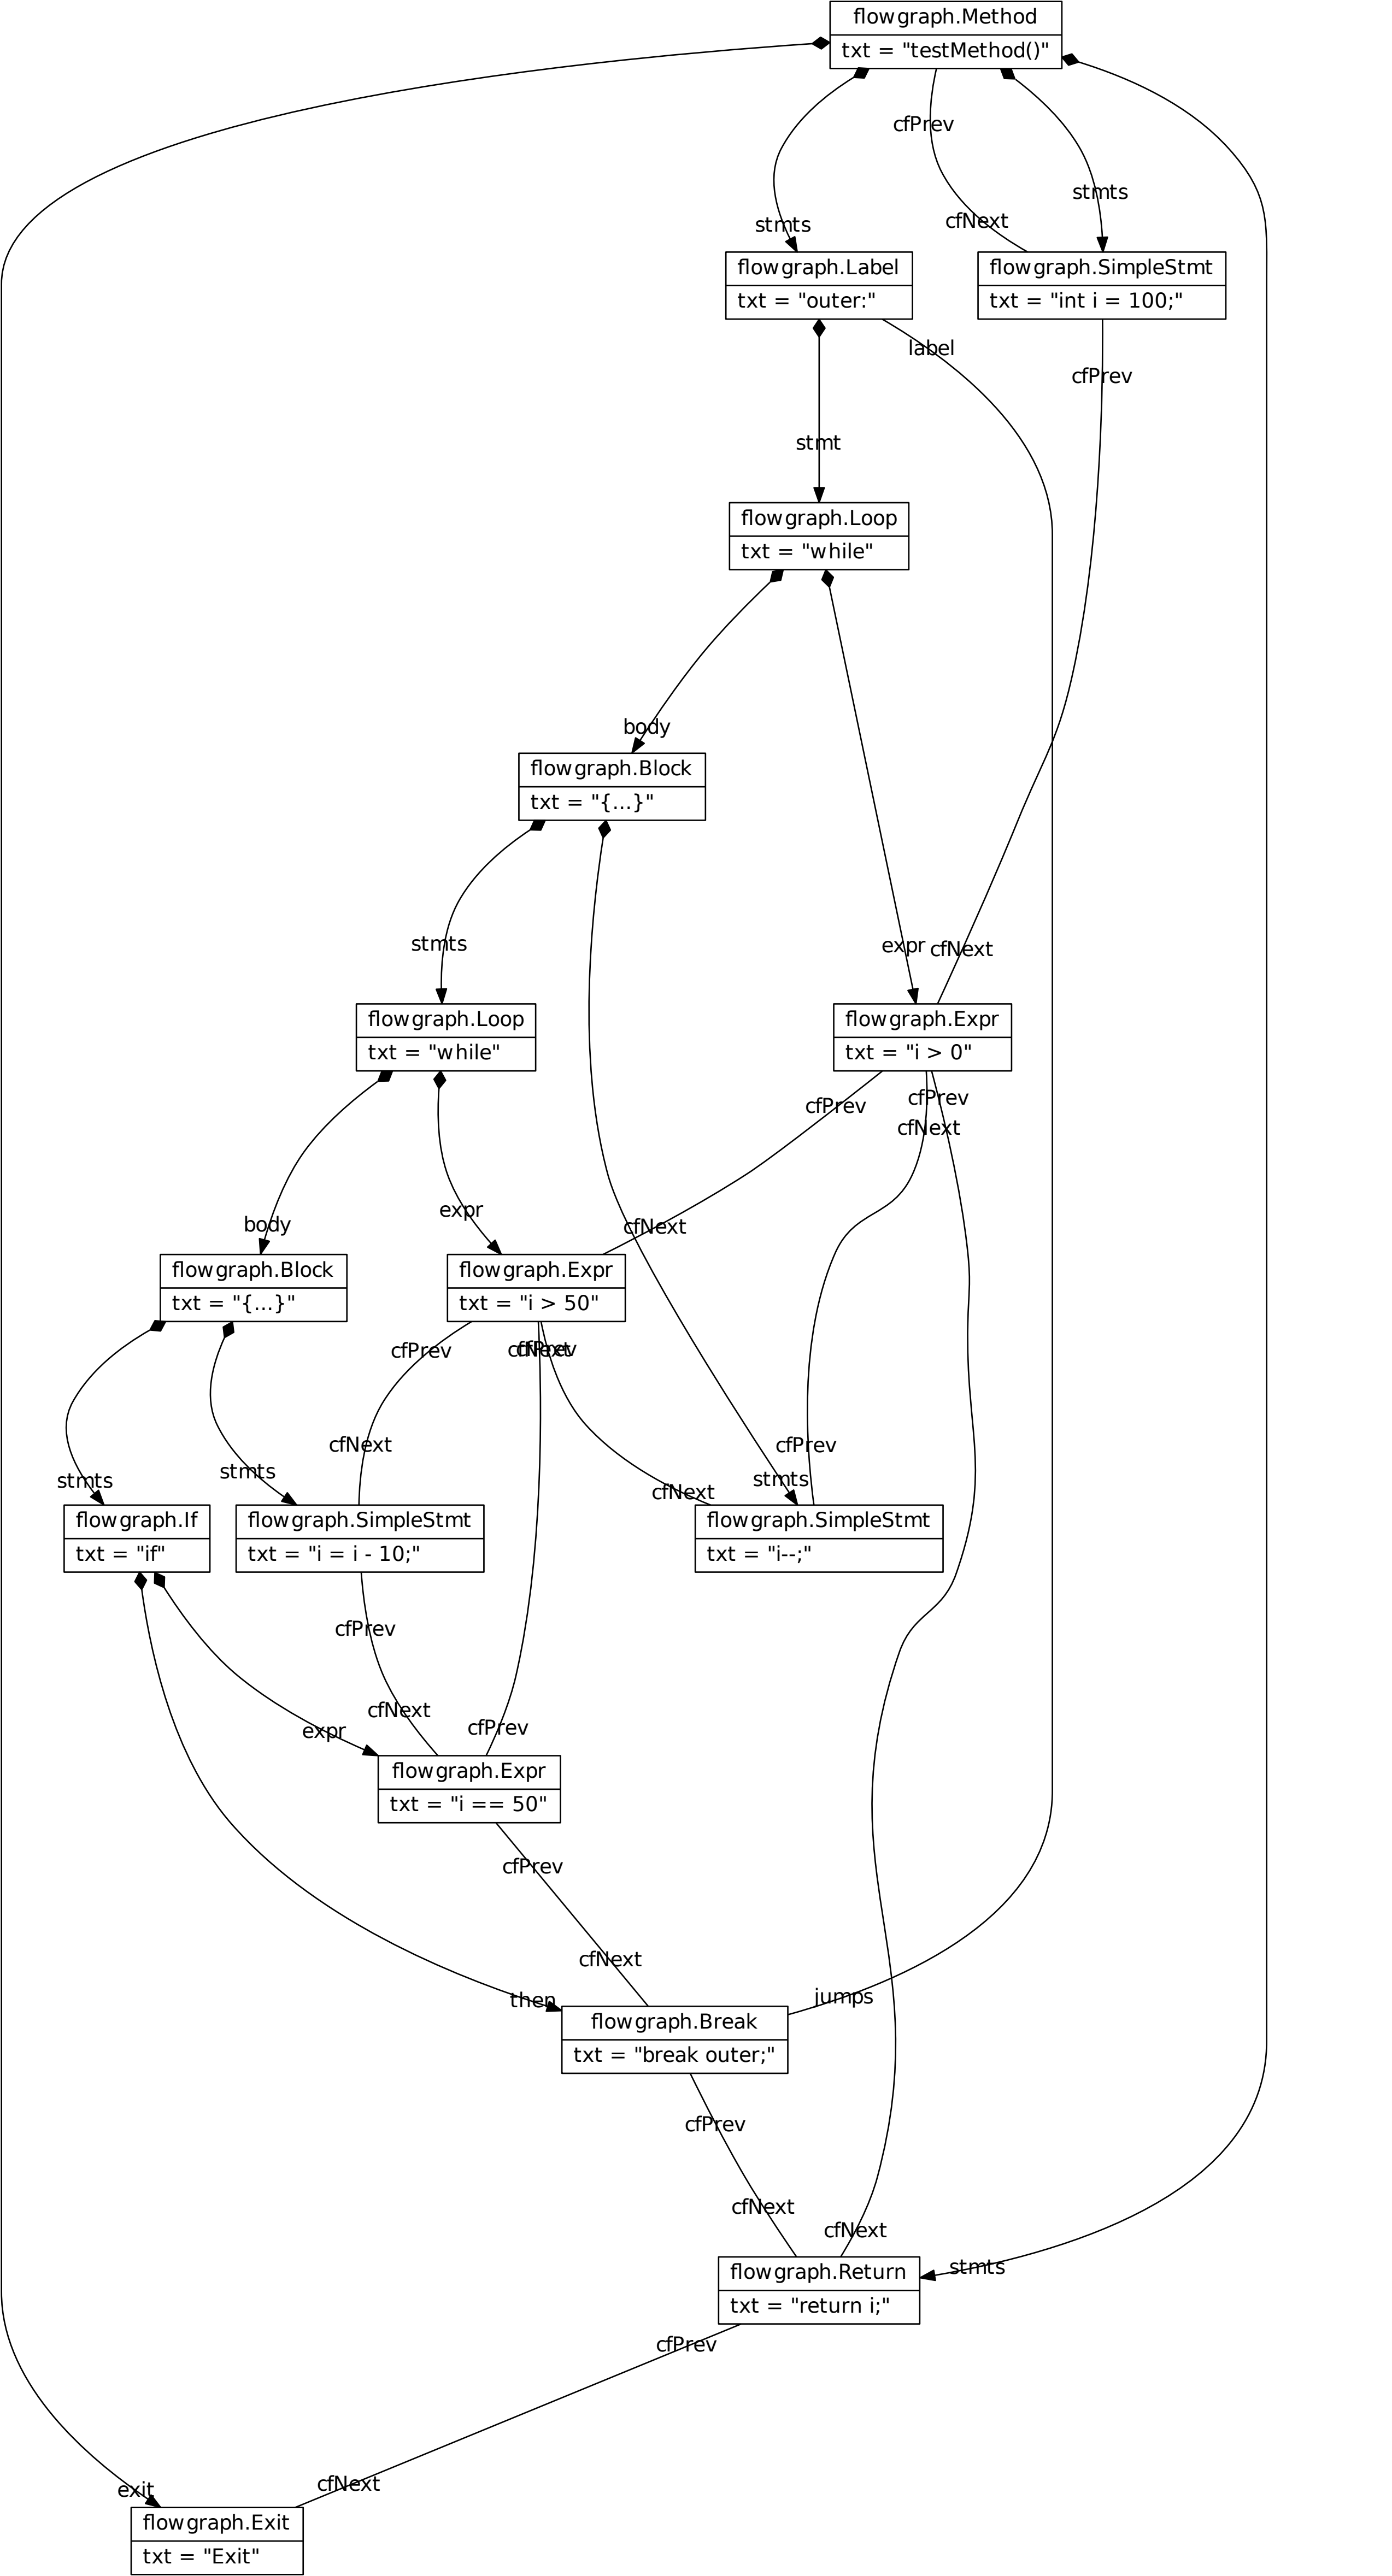 flowgraph.Method
txt = "testMethod()"
cfPrev
stmts
cfNext
stmts
flowgraph.Label
txt = "outer:"
flowgraph.SimpleStmt
txt = "int i = 100;"
label
cfPrev
stmt
flowgraph.Loop
txt = "while"
body
flowgraph.Block
txt = "{...}"
stmts
expr
cfNext
flowgraph.Loop
txt = "while"
flowgraph.Expr
txt = "i > 0"
cfPrev
cfPrev
cfNext
expr
body
cfNext
flowgraph.Block
txt = "{...}"
flowgraph.Expr
txt = "i > 50"
cfPrev
cfNext
cfPrev
cfNext
cfPrev
stmts
stmts
stmts
cfNext
flowgraph.If
txt = "if"
flowgraph.SimpleStmt
txt = "i = i - 10;"
flowgraph.SimpleStmt
txt = "i--;"
cfPrev
cfNext
cfPrev
expr
flowgraph.Expr
txt = "i == 50"
cfPrev
cfNext
then
jumps
flowgraph.Break
txt = "break outer;"
cfPrev
cfNext
cfNext
stmts
flowgraph.Return
txt = "return i;"
cfPrev
cfNext
exit
flowgraph.Exit
txt = "Exit"